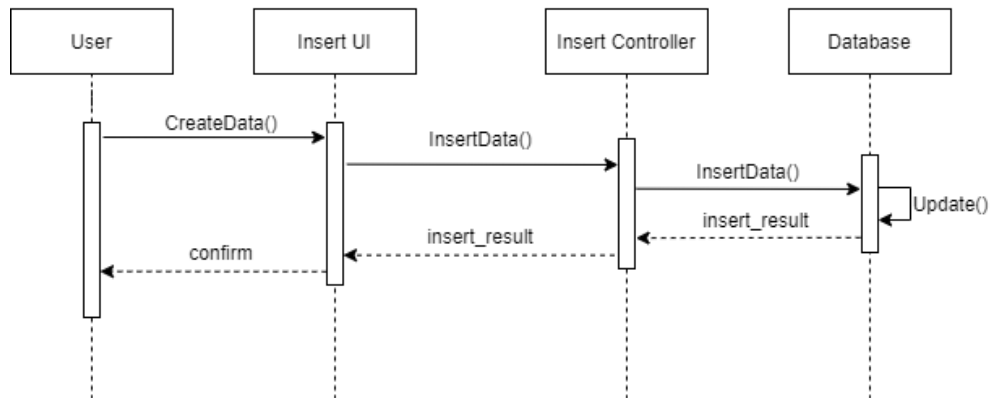 User
Insert UI
Insert Controller
Database
CreateData()
InsertData()
InsertData()
Update()
insert_result
insert_result
confirm